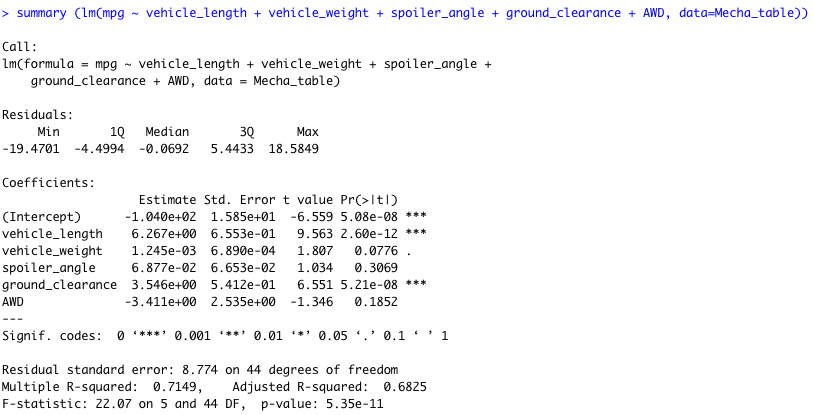 > summary (lm(mpg ~ vehicle_length + vehicle_weight + spoiler_angle + ground_clearance + AWD, data=Mecha_table))
Call:
lm(formula = mpg ~ vehicle_length + vehicle_weight + spoiler_angle +
    ground_clearance + AWD, data = Mecha_table)
Residuals:
     Min       1Q   Median       3Q      Max
-19.4701  -4.4994  -0.0692   5.4433  18.5849
Coefficients:
                   Estimate Std. Error t value Pr(>|t|)
(Intercept)      -1.040e+02  1.585e+01  -6.559 5.08e-08 ***
vehicle_length    6.267e+00  6.553e-01   9.563 2.60e-12 ***
vehicle_weight    1.245e-03  6.890e-04   1.807   0.0776 .
spoiler_angle     6.877e-02  6.653e-02   1.034   0.3069
ground_clearance  3.546e+00  5.412e-01   6.551 5.21e-08 ***
AWD              -3.411e+00  2.535e+00  -1.346   0.1852
---
Signif. codes:  0 ‘***’ 0.001 ‘**’ 0.01 ‘*’ 0.05 ‘.’ 0.1 ‘ ’ 1
Residual standard error: 8.774 on 44 degrees of freedom
Multiple R-squared:  0.7149,    Adjusted R-squared:  0.6825
F-statistic: 22.07 on 5 and 44 DF,  p-value: 5.35e-11